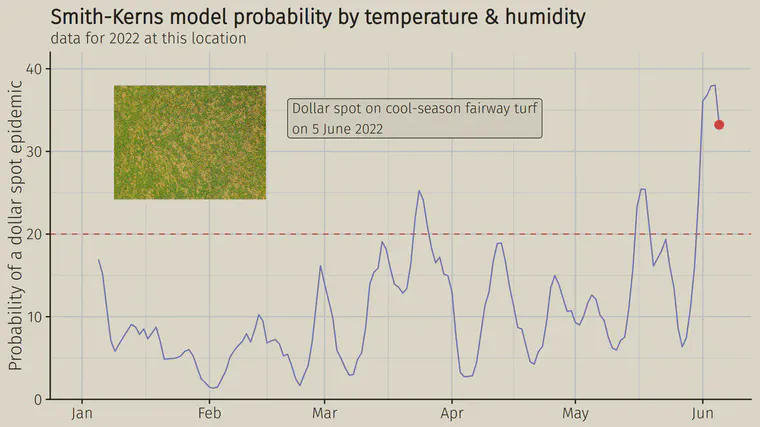 Smith-Kerns model probability by temperature & humidity
data for 2022 at this location
Probability of a dollar spot epidemic
40
30
20
10
0
Dollar spot on cool-season fairway turf
on 5 June 2022
Jan
Feb
Mar
Apr
May
Jun